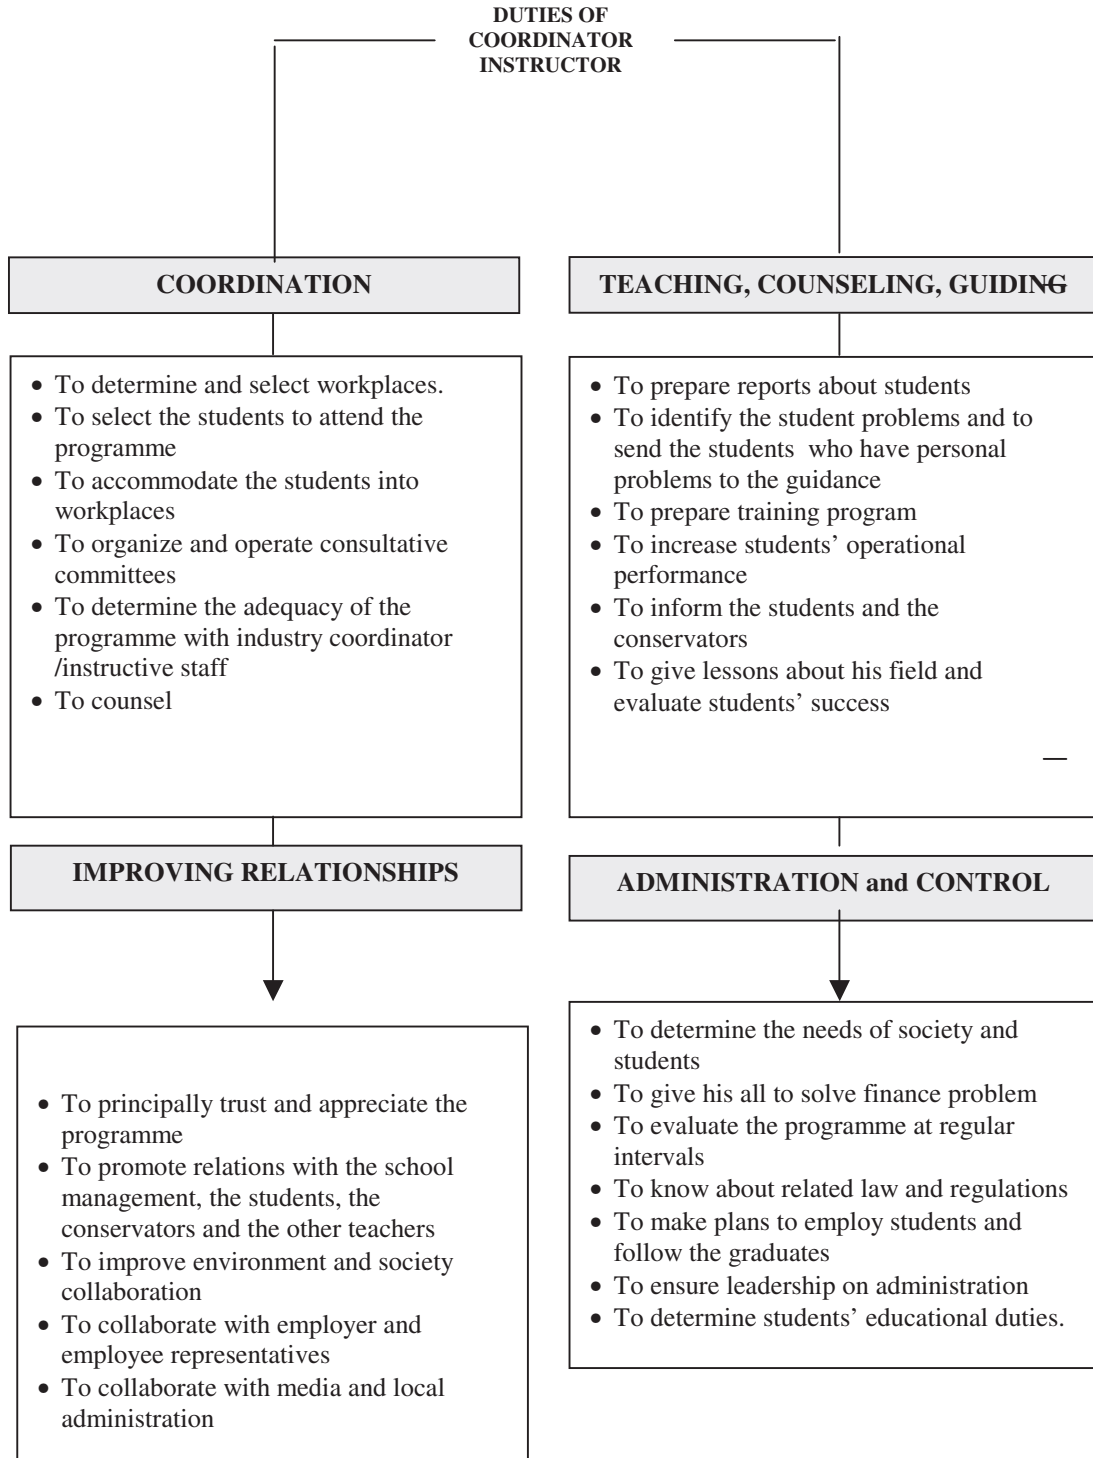 DUTIES OF
COORDINATOR
INSTRUCTOR
COORDINATION
• To determine and select workplaces.
• To select the students to attend the
programme
• To accommodate the students into
workplaces
• To organize and operate consultative
committees
• To determine the adequacy of the
programme with industry coordinator
/instructive staff
• To counsel
TEACHING, COUNSELING, GUIDING
• To prepare reports about students
• To identify the student problems and to
send the students who have personal
problems to the guidance
• To prepare training program
• To increase students’ operational
performance
• To inform the students and the
conservators
• To give lessons about his field and
evaluate students’ success
IMPROVING RELATIONSHIPS
• To principally trust and appreciate the
programme
• To promote relations with the school
management, the students, the
conservators and the other teachers
• To improve environment and society
collaboration
• To collaborate with employer and
employee representatives
• To collaborate with media and local
administration
ADMINISTRATION and CONTROL
• To determine the needs of society and
students
• To give his all to solve finance problem
• To evaluate the programme at regular
intervals
• To know about related law and regulations
• To make plans to employ students and
follow the graduates
• To ensure leadership on administration
• To determine students’ educational duties.